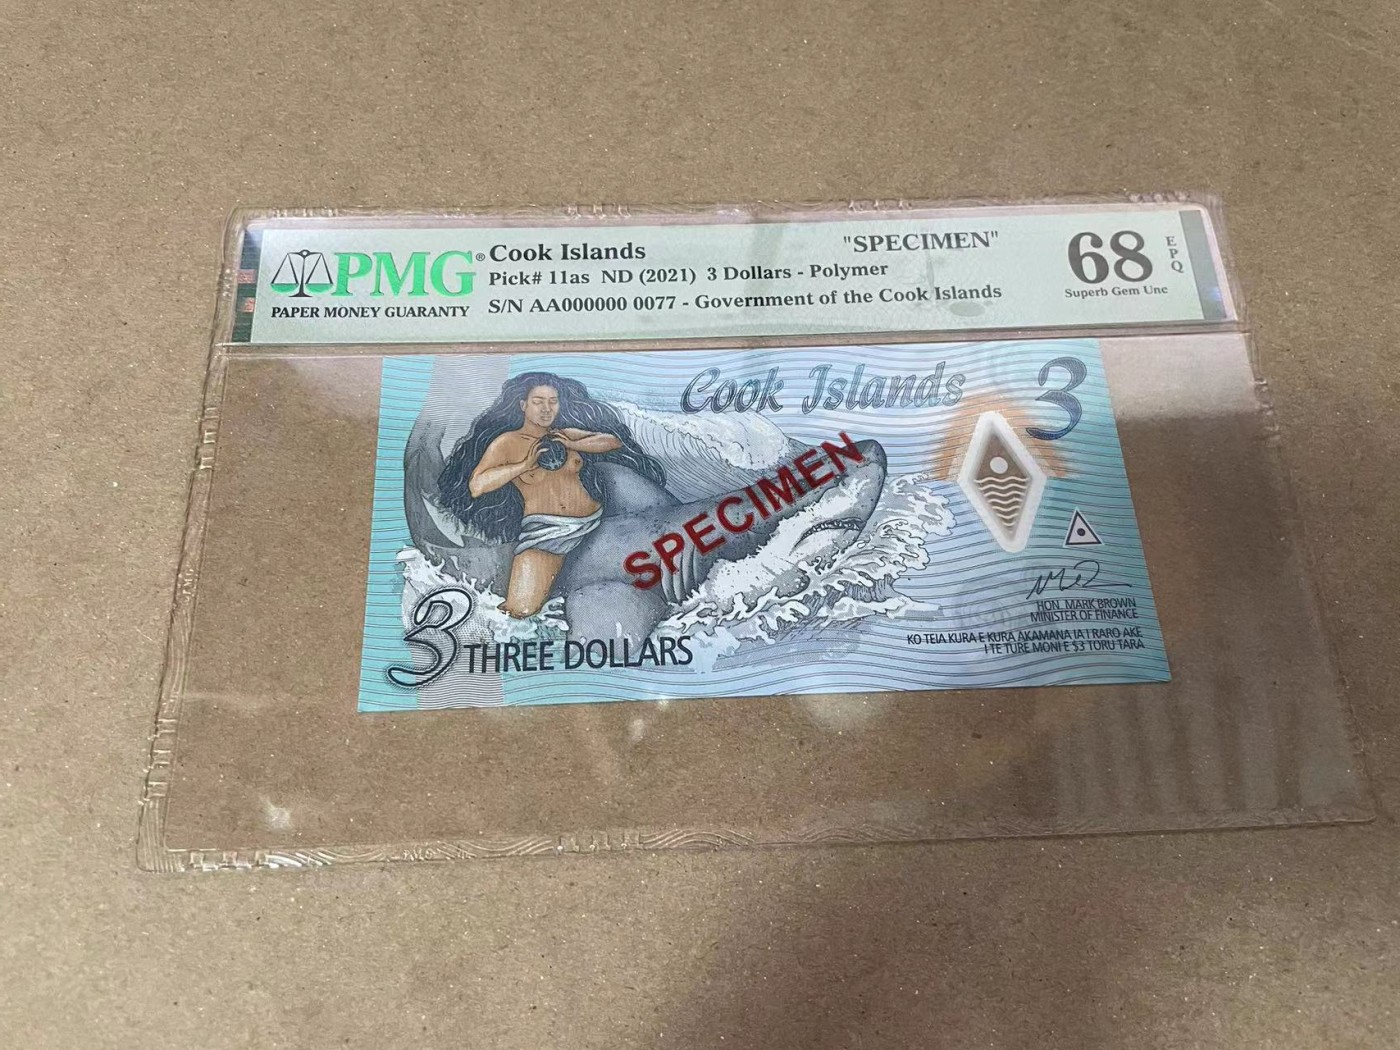 PMG®
PAPER MONEY GUARANTY
Cook Islands "SPECIMEN"
Pick# 11as ND (2021) 3 Dollars - Polymer
S/N AA000000 0077 - Government of the Cook Islands
68 EPQ
Superb Gem Unc
Cook Islands
3
SPECIMEN
HON. MARK BROWN
MINISTER OF FINANCE
KO TEIA KURA E KURA AKAMANA IA I RARO AKE
I TE TURE MONI E $3 TORU TARA
3 THREE DOLLARS